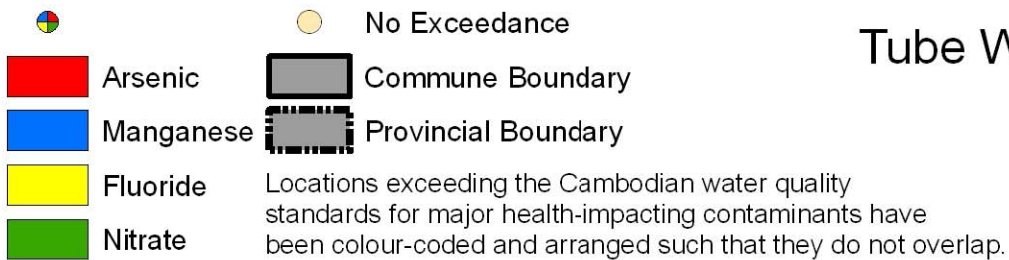 No Exceedance
Tube W
Arsenic
Commune Boundary
Manganese
Provincial Boundary
Fluoride
Nitrate
Locations exceeding the Cambodian water quality
standards for major health-impacting contaminants have
been colour-coded and arranged such that they do not overlap.